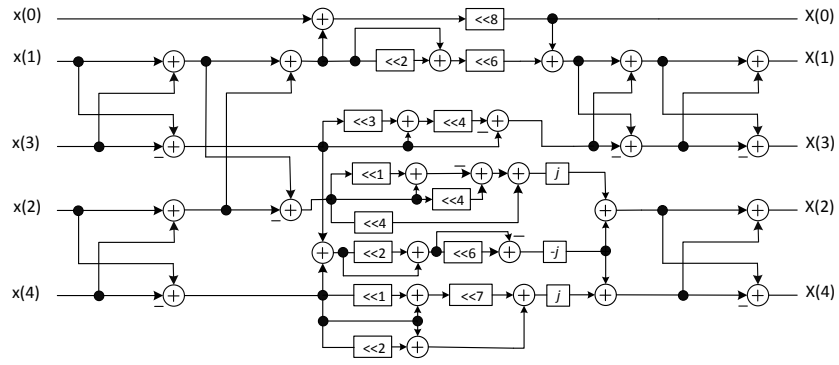 x(0) <<8 X(0)
x(1) <<2 <<6 X(1)
<<3 <<4 −
x(3) − − − X(3)
<<1 − j
<<4
x(2) − <<4 X(2)
−
<<2 <<6 -j
x(4) − <<1 <<7 j − X(4)
<<2